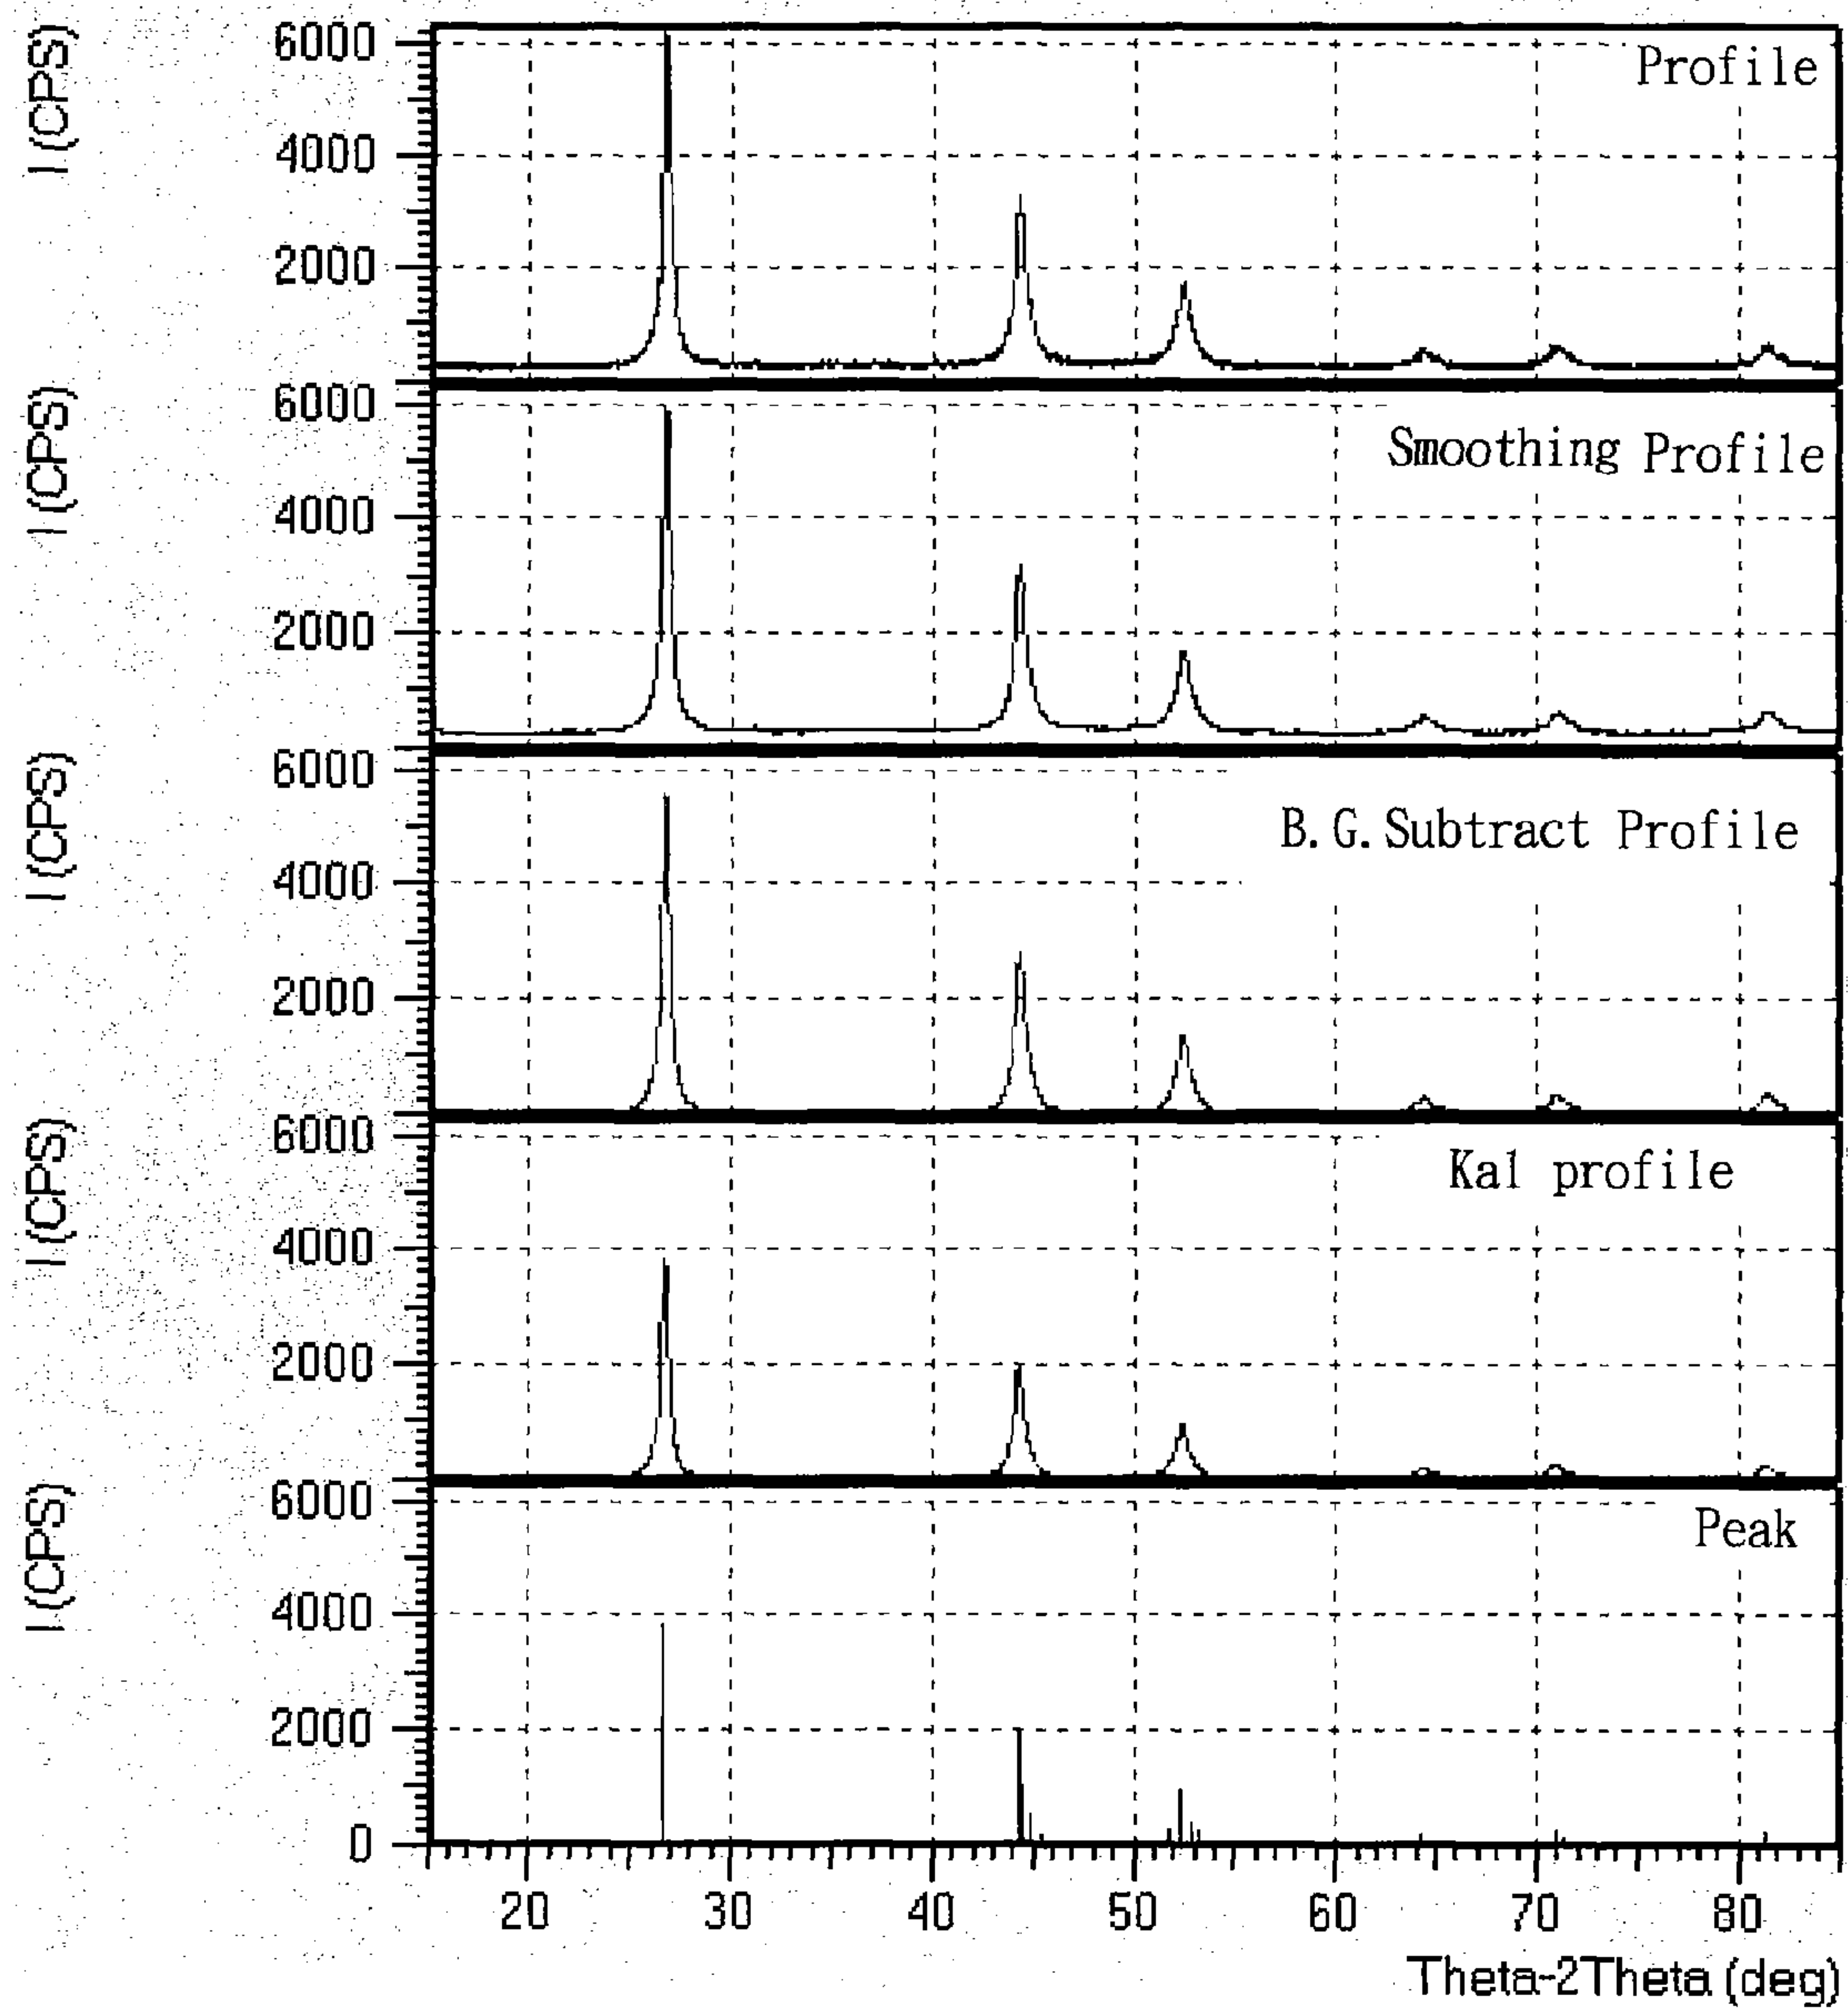 I(CPS)
6000
Profile
4000
2000
I(CPS)
6000
Smoothing Profile
4000
2000
I(CPS)
6000
B.G.Subtract Profile
4000
2000
I(CPS)
6000
Ka1 profile
4000
2000
I(CPS)
6000
Peak
4000
2000
0
20 30 40 50 60 70 80
Theta-2Theta (deg)